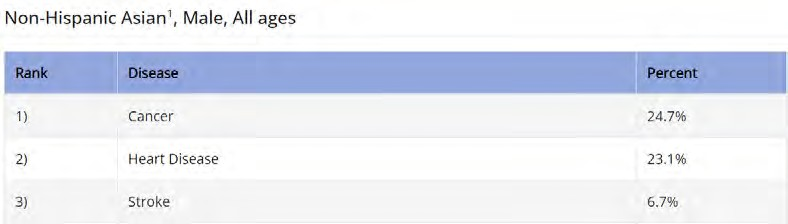 Non-Hispanic Asian¹, Male, All ages
Rank Disease Percent
1) Cancer 24.7%
2) Heart Disease 23.1%
3) Stroke 6.7%